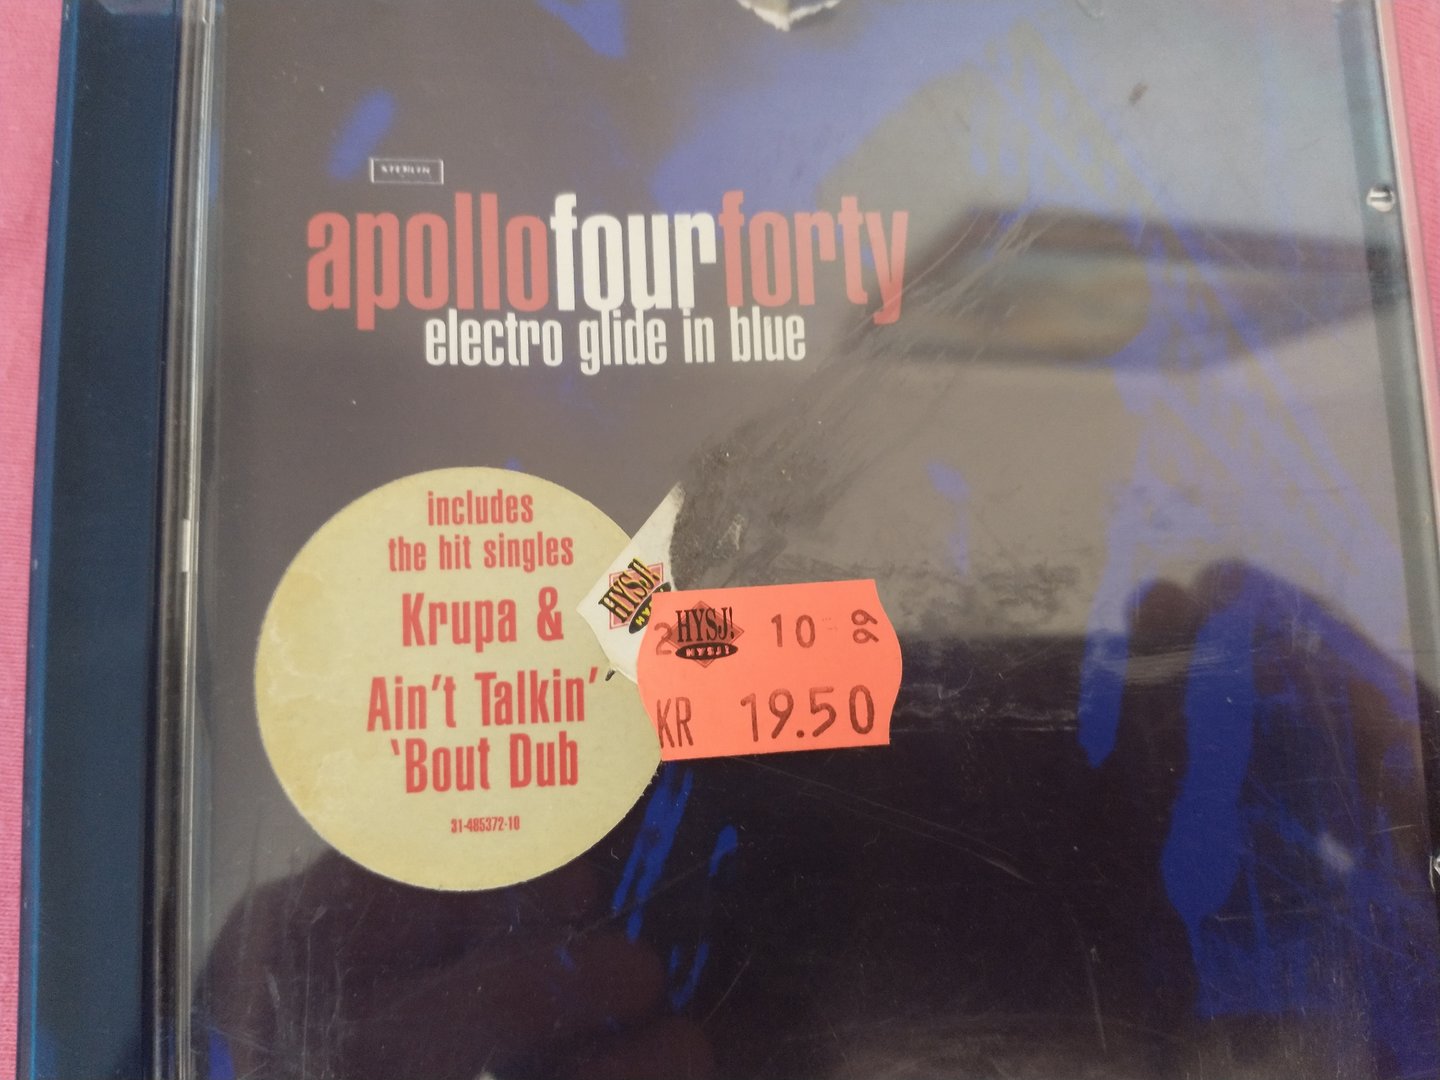 apollofourforty
electro glide in blue
includes
the hit singles
Krupa &
Ain't Talkin'
'Bout Dub
31-485372-10
HYSJ!
HYSJ!
HYSJ!
2 10 99
KR 19.50